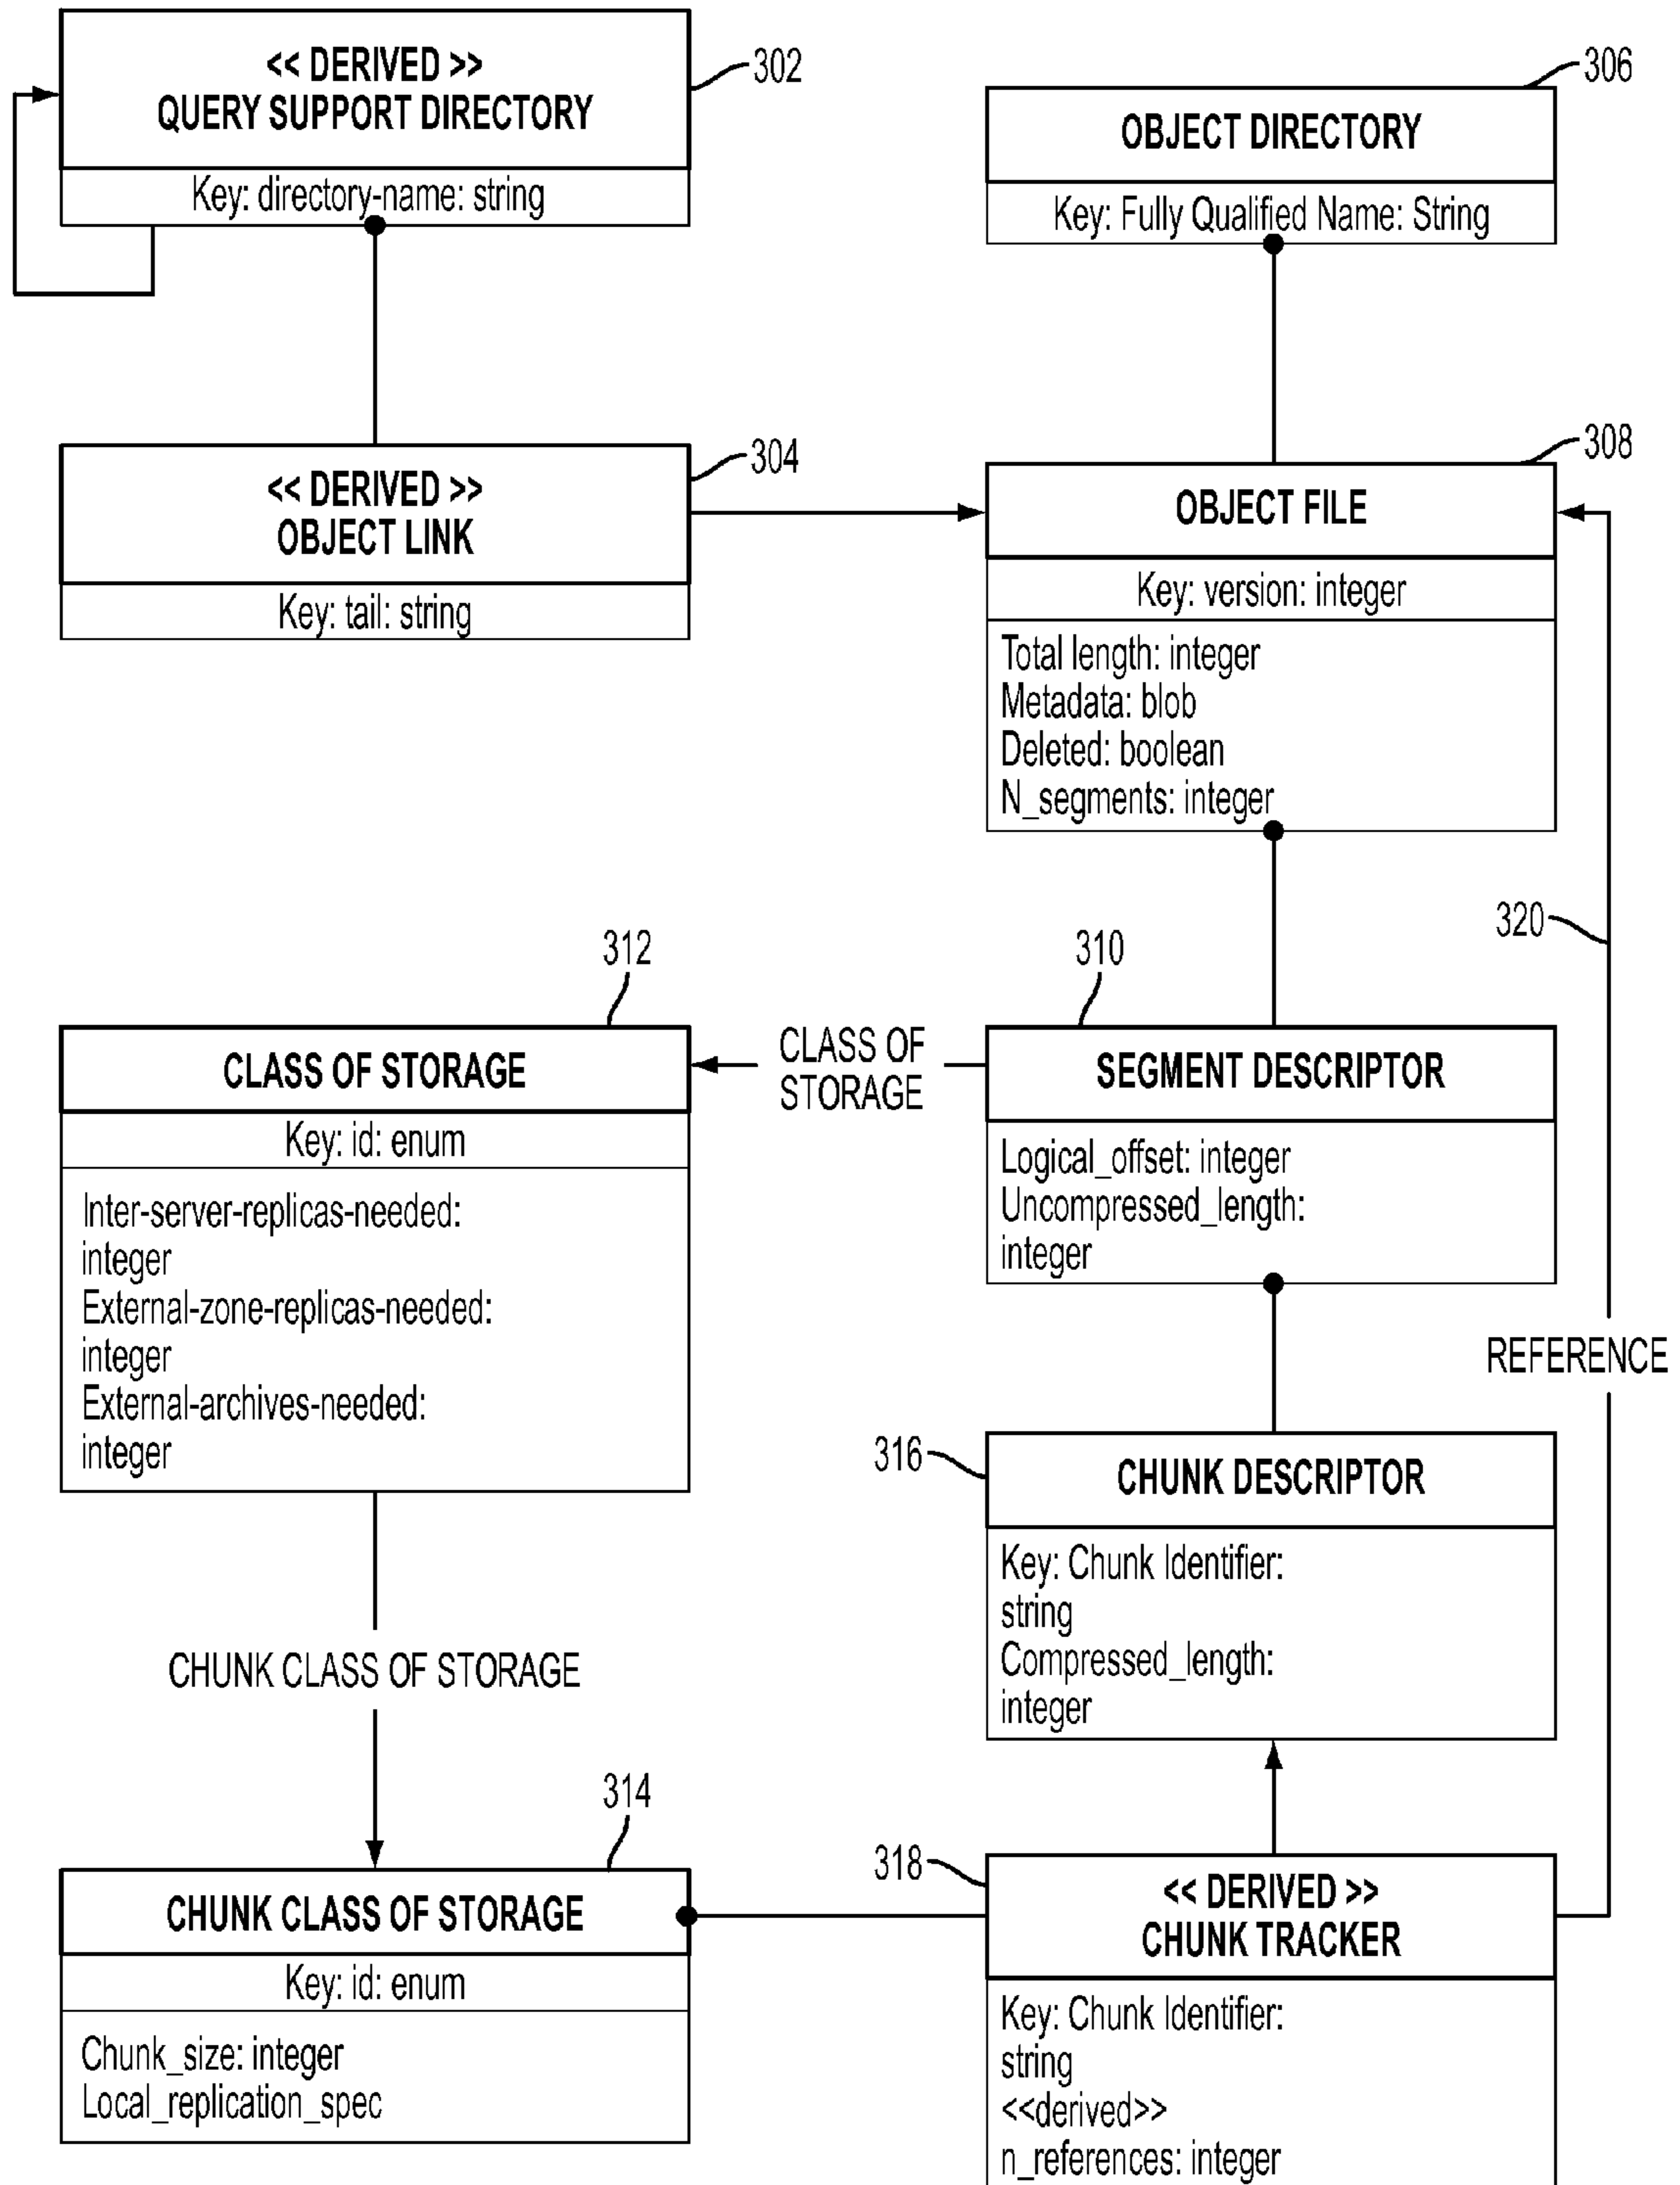 << DERIVED >>
QUERY SUPPORT DIRECTORY
Key: directory-name: string
302
OBJECT DIRECTORY
Key: Fully Qualified Name: String
306
<< DERIVED >>
OBJECT LINK
Key: tail: string
304
OBJECT FILE
Key: version: integer
Total length: integer
Metadata: blob
Deleted: boolean
N_segments: integer
308
320
REFERENCE
312
CLASS OF STORAGE
Key: id: enum
Inter-server-replicas-needed:
integer
External-zone-replicas-needed:
integer
External-archives-needed:
integer
CLASS OF
STORAGE
310
SEGMENT DESCRIPTOR
Logical_offset: integer
Uncompressed_length:
integer
316
CHUNK DESCRIPTOR
Key: Chunk Identifier:
string
Compressed_length:
integer
CHUNK CLASS OF STORAGE
314
CHUNK CLASS OF STORAGE
Key: id: enum
Chunk_size: integer
Local_replication_spec
318
<< DERIVED >>
CHUNK TRACKER
Key: Chunk Identifier:
string
<<derived>>
n_references: integer